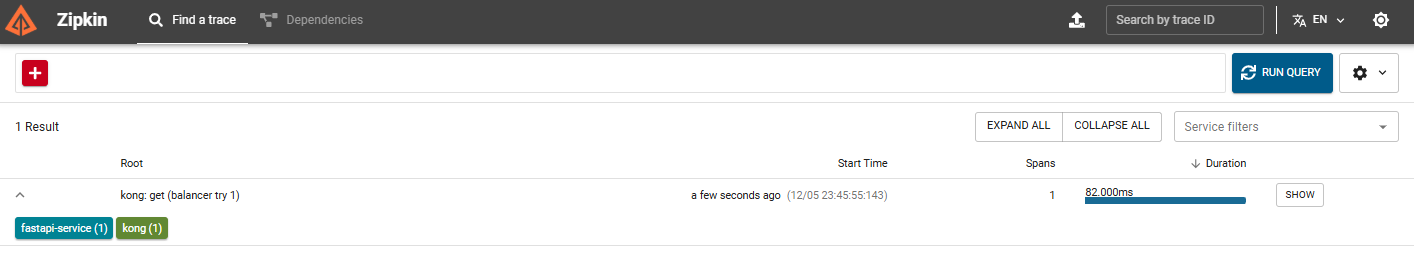 Zipkin Find a trace Dependencies Search by trace ID EN
RUN QUERY
1 Result EXPAND ALL COLLAPSE ALL Service filters
Root Start Time Spans Duration
kong: get (balancer try 1) a few seconds ago (12/05 23:45:55:143) 1 82.000ms SHOW
fastapi-service (1) kong (1)